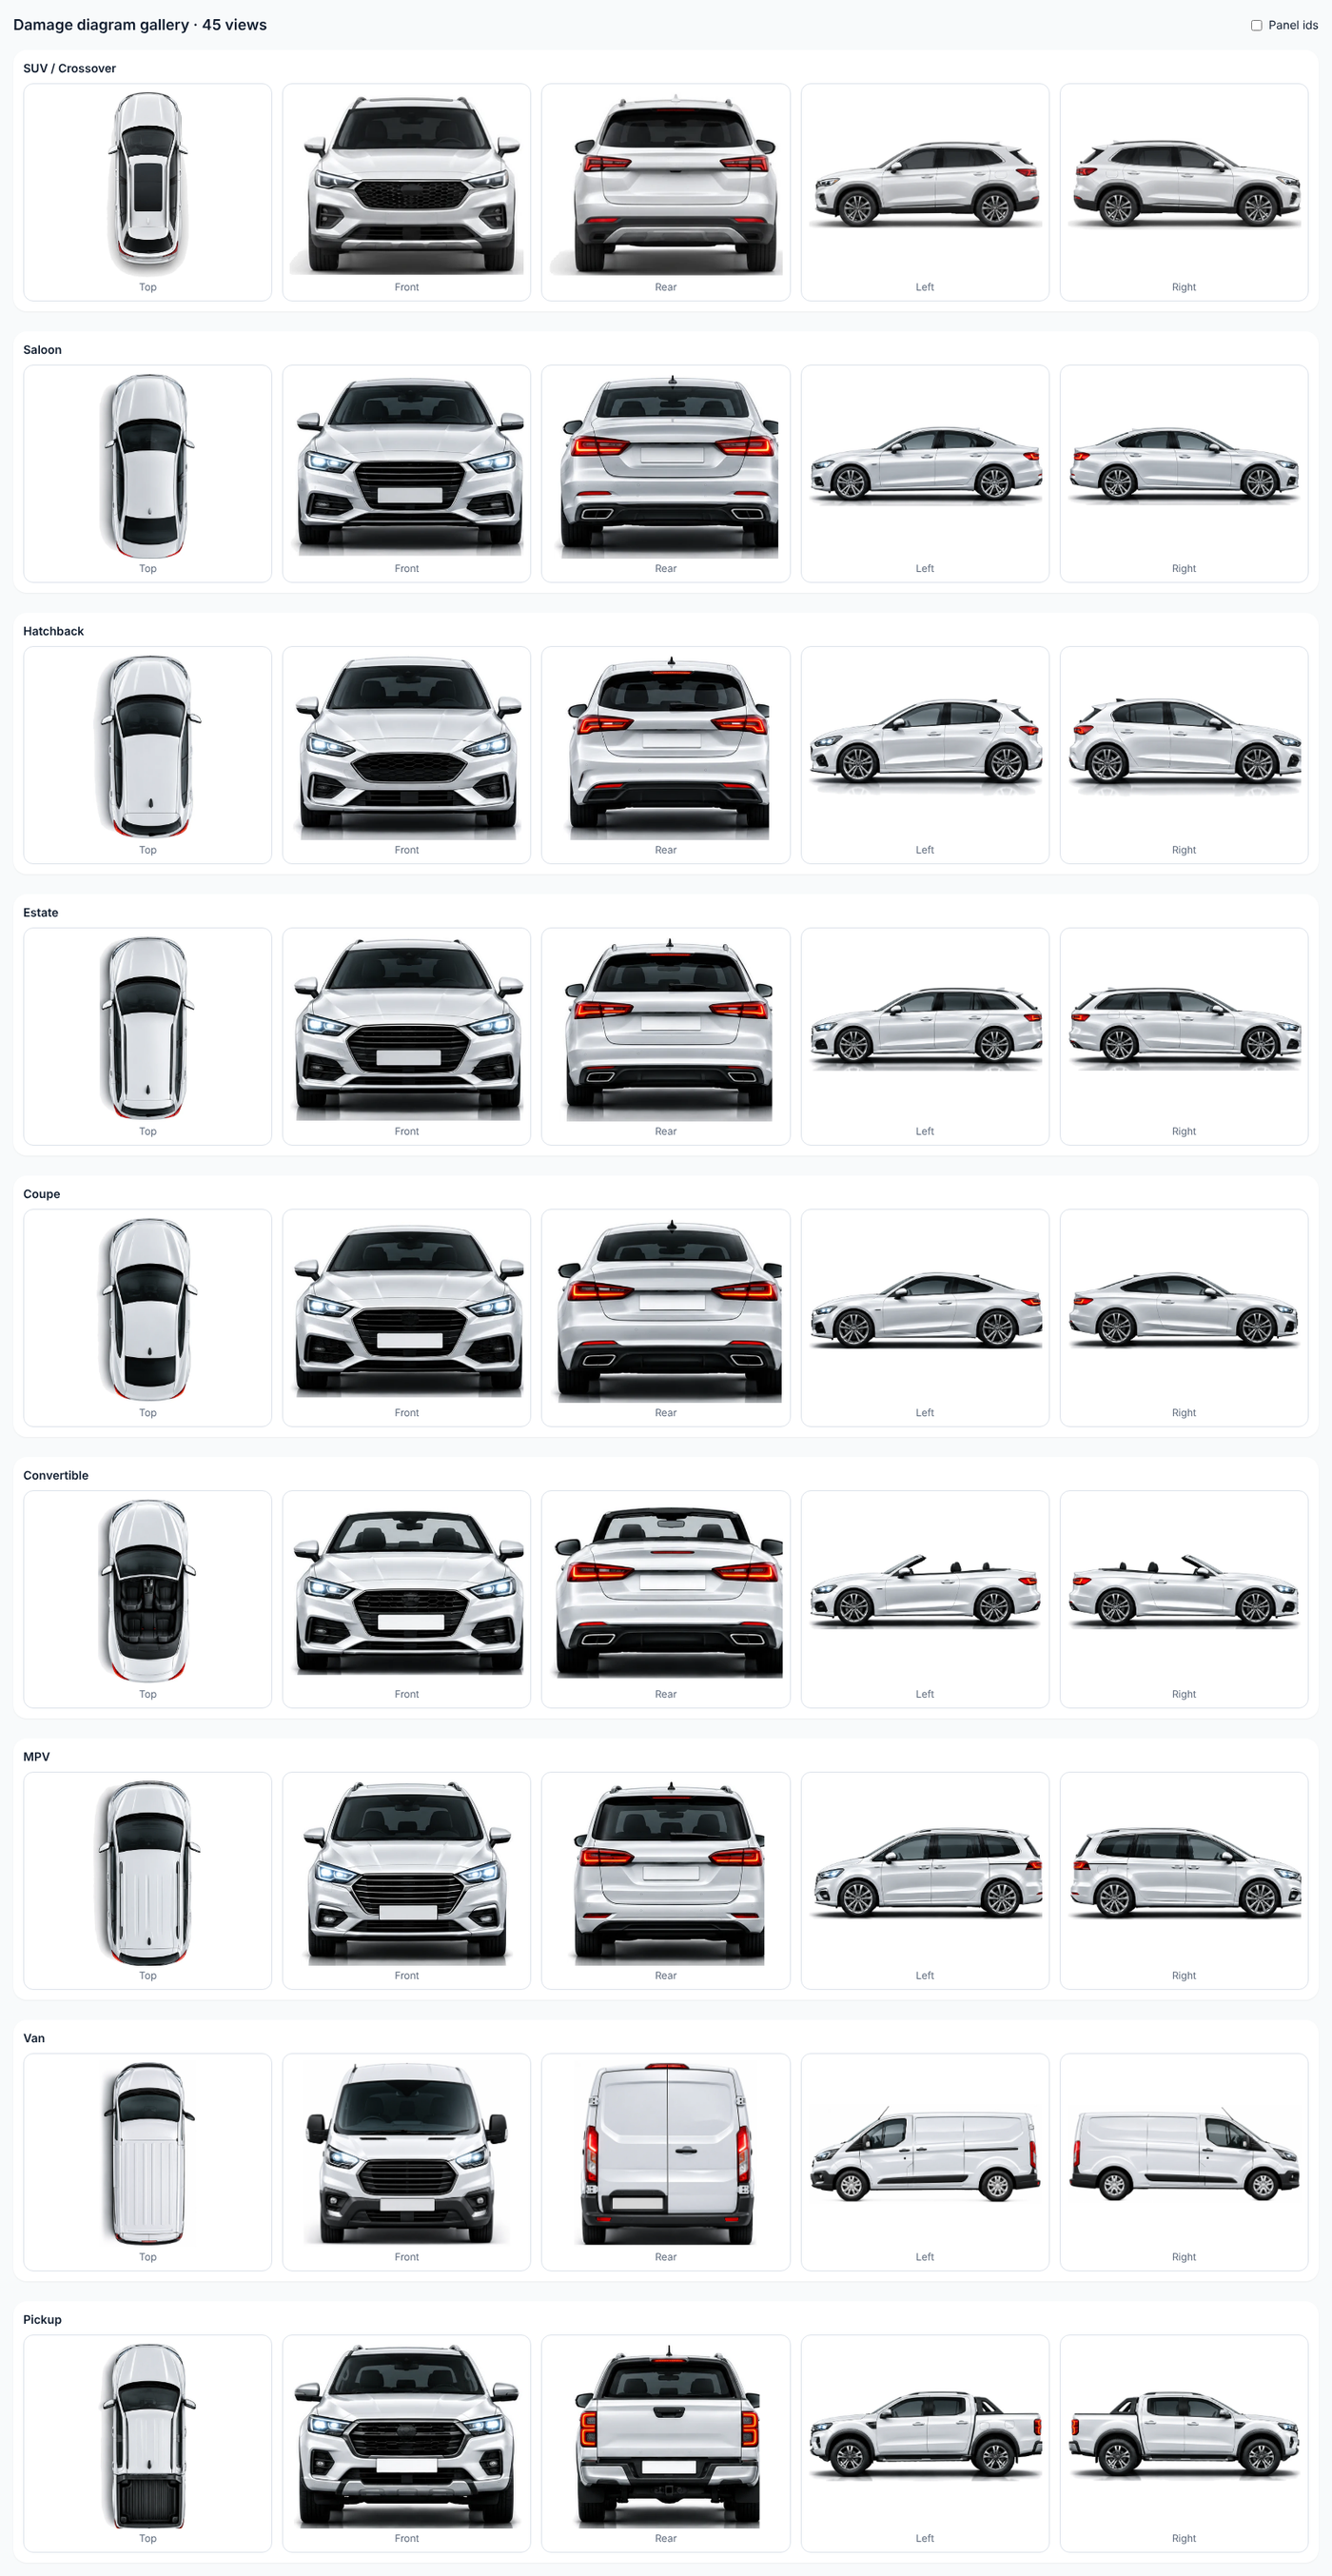 Damage diagram gallery · 45 views
Panel ids
SUV / Crossover
Top
Front
Rear
Left
Right
Saloon
Top
Front
Rear
Left
Right
Hatchback
Top
Front
Rear
Left
Right
Estate
Top
Front
Rear
Left
Right
Coupe
Top
Front
Rear
Left
Right
Convertible
Top
Front
Rear
Left
Right
MPV
Top
Front
Rear
Left
Right
Van
Top
Front
Rear
Left
Right
Pickup
Top
Front
Rear
Left
Right